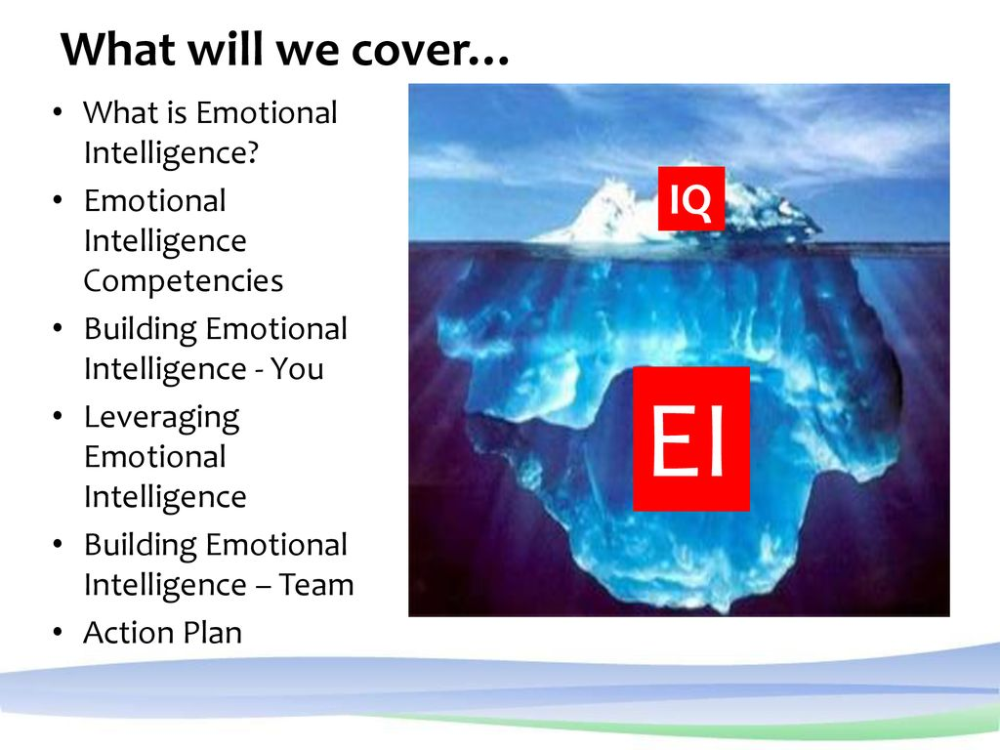 What will we cover…
• What is Emotional
Intelligence?
• Emotional
Intelligence
Competencies
• Building Emotional
Intelligence - You
• Leveraging
Emotional
Intelligence
• Building Emotional
Intelligence – Team
• Action Plan
IQ
EI